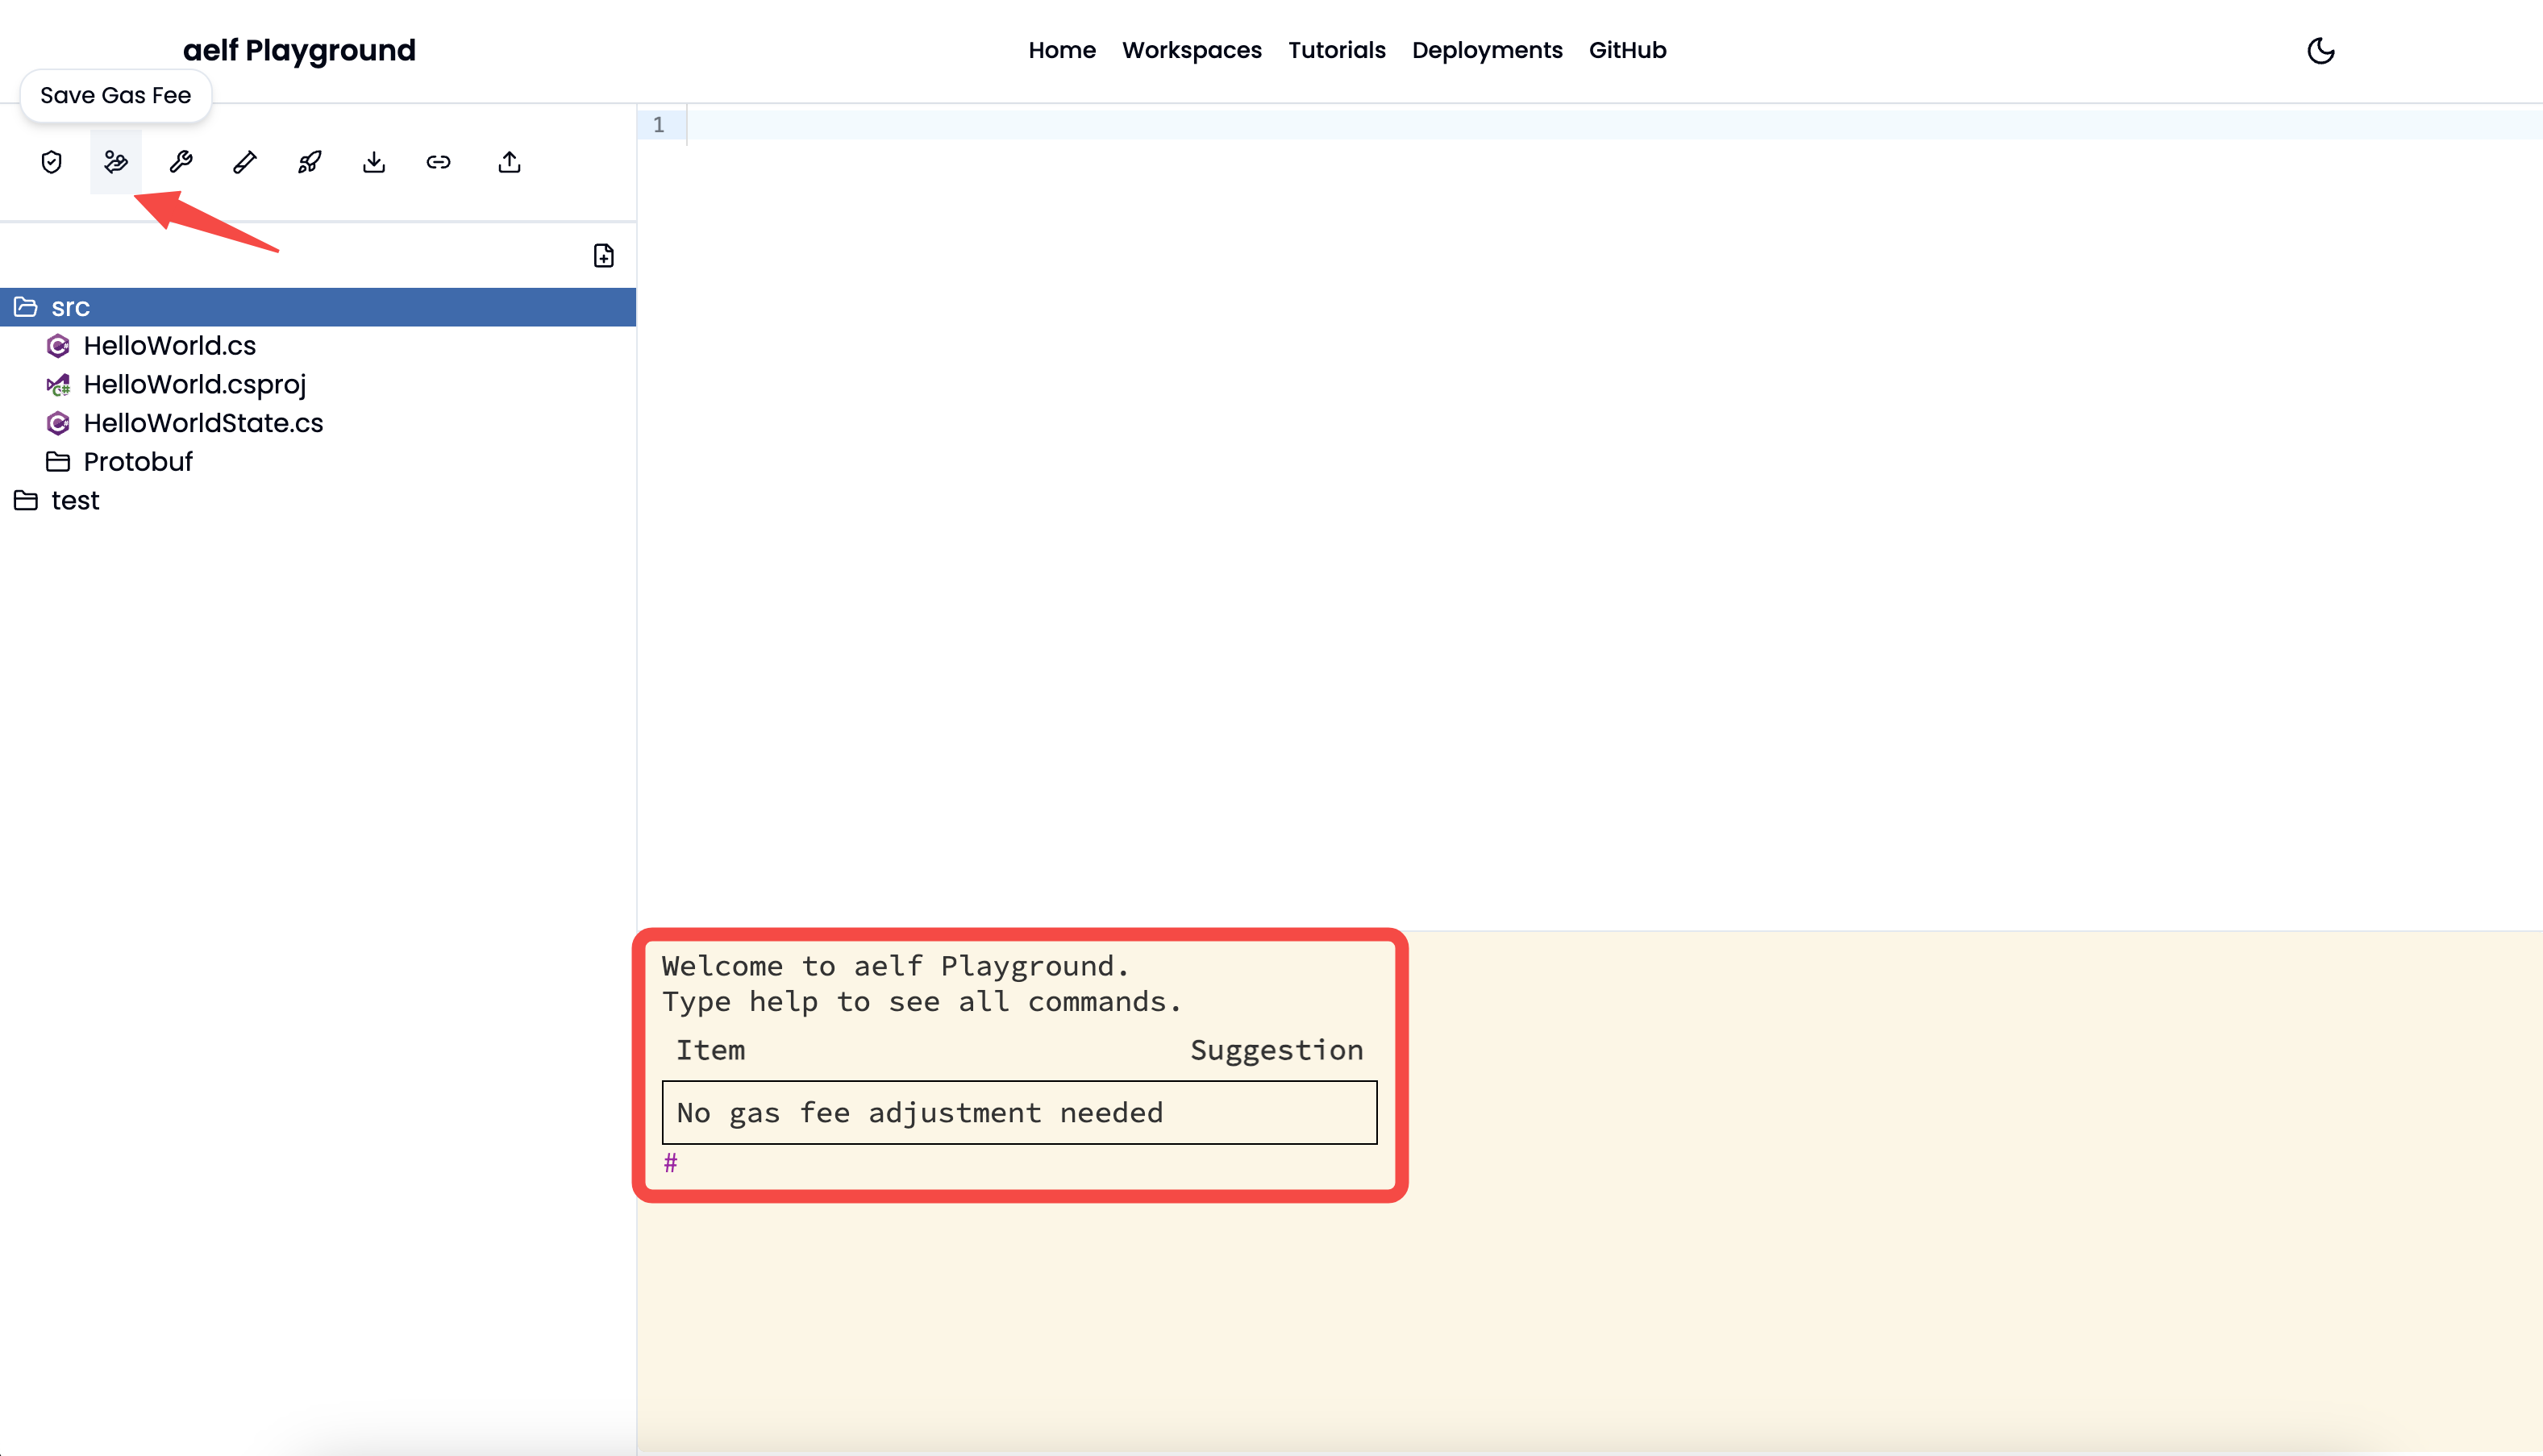 aelf Playground
Home Workspaces Tutorials Deployments GitHub
Save Gas Fee
1
src
HelloWorld.cs
HelloWorld.csproj
HelloWorldState.cs
Protobuf
test
Welcome to aelf Playground.
Type help to see all commands.
Item Suggestion
No gas fee adjustment needed
#